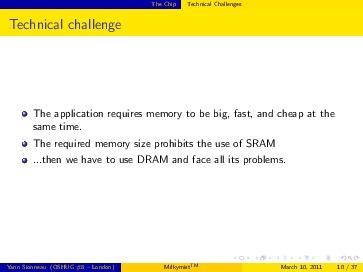 The Chip Technical Challenges
Technical challenge
The application requires memory to be big, fast, and cheap at the
same time.
The required memory size prohibits the use of SRAM
...then we have to use DRAM and face all its problems.
Yann Sionneau (OSHUG #8 - London) Milkymist™ March 10, 2011 10 / 37